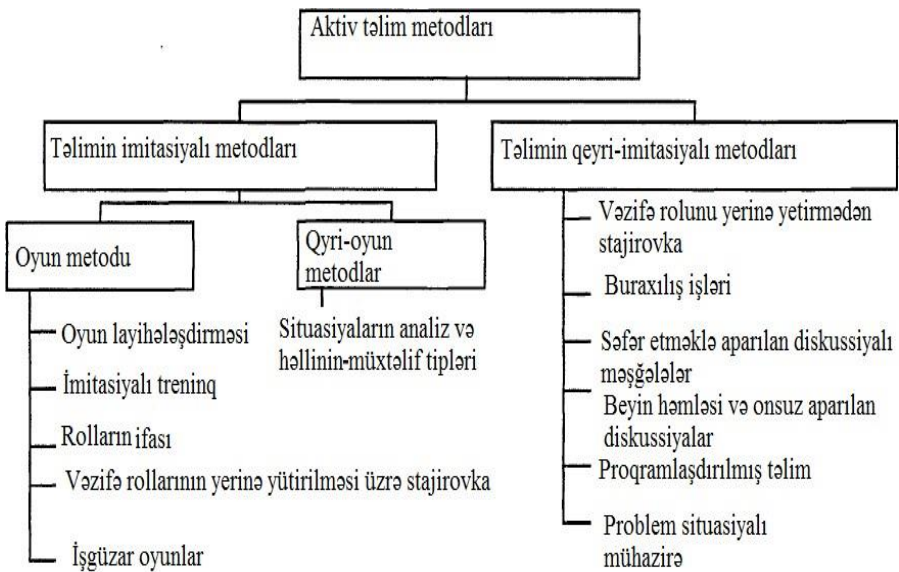 Aktiv təlim metodları
Təlimin imitasiyalı metodları
Təlimin qeyri-imitasiyalı metodları
Oyun metodu
Qyri-oyun
metodlar
Oyun layihələşdirməsi
İmitasiyalı treninq
Rolların ifası
Vəzifə rollarının yerinə yütirilməsi üzrə stajirovka
İşgüzar oyunlar
Situasiyaların analiz və
həllinin-müxtəlif tipləri
Vəzifə rolunu yerinə yetirmədən
stajirovka
Buraxılış işləri
Səfər etməklə aparılan diskussiyalı
məşğələlər
Beyin həmləsi və onsuz aparılan
diskussiyalar
Proqramlaşdırılmış təlim
Problem situasiyalı
mühazirə